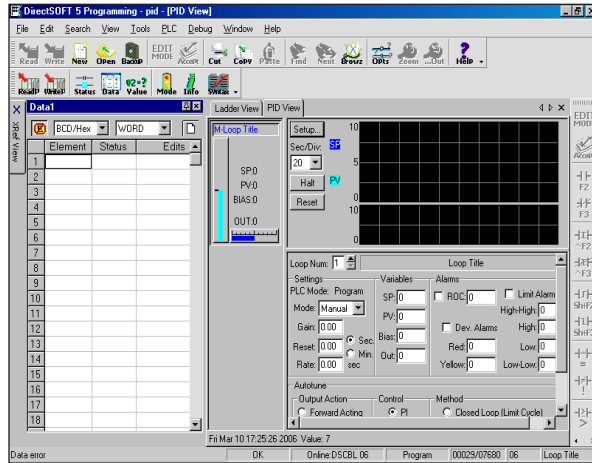 DirectSOFT 5 Programming - pid - [PID View]
File Edit Search View Tools PLC Debug Window Help
Read Write New Open Backup EDIT MODE Accept Cut Copy Paste Find Next Browz Opts Zoom ...Out Help
ReadP WriteP Status Data Value Mode Info Syntax
XRef View
Data1
BCD/Hex WORD
Element Status Edits
1
2
3
4
5
6
7
8
9
10
11
12
13
14
15
16
17
18
Ladder View PID View
M-Loop Title
SP:0
PV:0
BIAS:0
OUT:0
Setup...
Sec/Div:
20
Halt
Reset
SP
PV
10
5
0
10
0
Loop Num: 1 Loop Title
Settings
PLC Mode: Program
Mode: Manual
Gain: 0.00
Reset: 0.00 Sec. Min.
Rate: 0.00 sec
Variables
SP: 0
PV: 0
Bias: 0
Out: 0
Alarms
ROC: 0 Limit Alarm
High-High: 0
Dev. Alarms High: 0
Red: 0 Low: 0
Yellow: 0 Low-Low: 0
Autotune
Output Action Control Method
Forward Acting PI Closed Loop (Limit Cycle)
EDIT MODE
Accept
F2
F3
^F2
^F3
Shft F2
Shft F3
=
!
>
Fri Mar 10 17:25:26 2006 Value: 7
Data error OK Online:DSCBL 06 Program 00029/07680 06 Loop Title